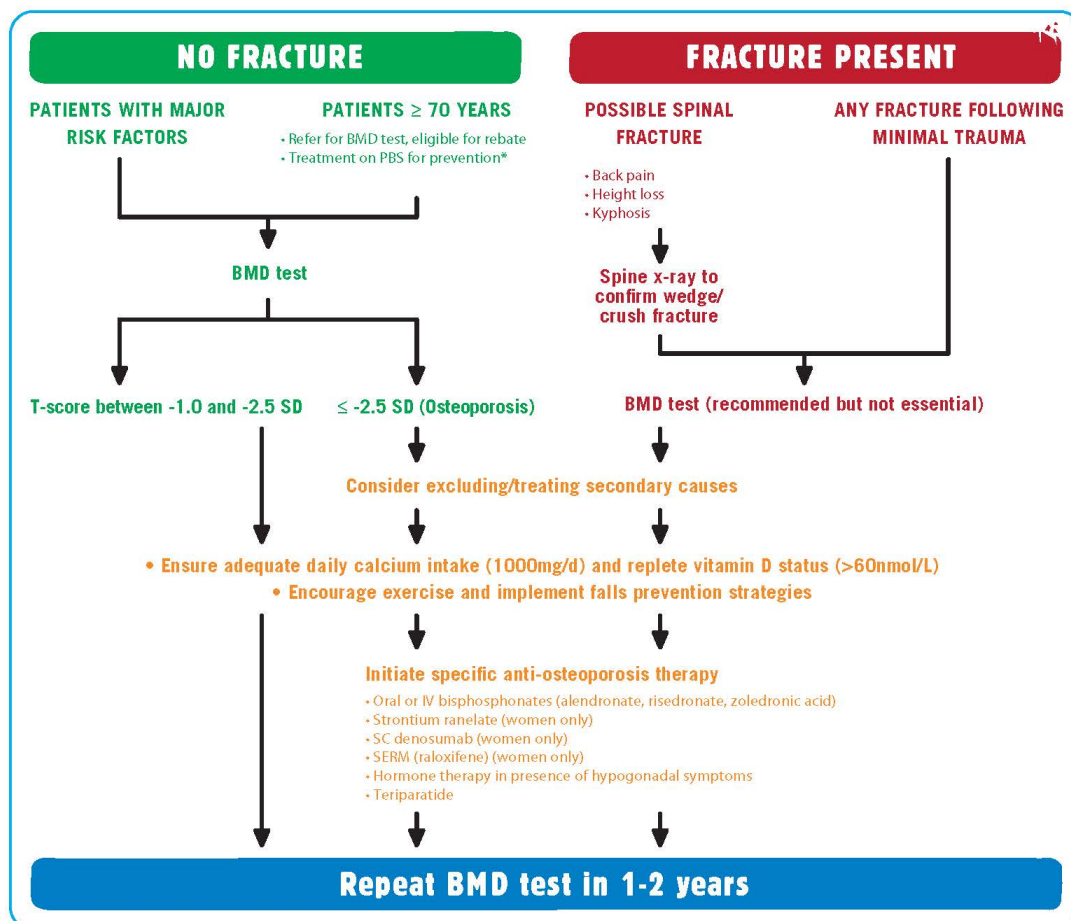 NO FRACTURE
PATIENTS WITH MAJOR
RISK FACTORS
PATIENTS ≥ 70 YEARS
• Refer for BMD test, eligible for rebate
• Treatment on PBS for prevention*
BMD test
T-score between -1.0 and -2.5 SD
≤ -2.5 SD (Osteoporosis)
FRACTURE PRESENT
POSSIBLE SPINAL
FRACTURE
• Back pain
• Height loss
• Kyphosis
Spine x-ray to
confirm wedge/
crush fracture
ANY FRACTURE FOLLOWING
MINIMAL TRAUMA
BMD test (recommended but not essential)
Consider excluding/treating secondary causes
• Ensure adequate daily calcium intake (1000mg/d) and replete vitamin D status (>60nmol/L)
• Encourage exercise and implement falls prevention strategies
Initiate specific anti-osteoporosis therapy
• Oral or IV bisphosphonates (alendronate, risedronate, zoledronic acid)
• Strontium ranelate (women only)
• SC denosumab (women only)
• SERM (raloxifene) (women only)
• Hormone therapy in presence of hypogonadal symptoms
• Teriparatide
Repeat BMD test in 1-2 years